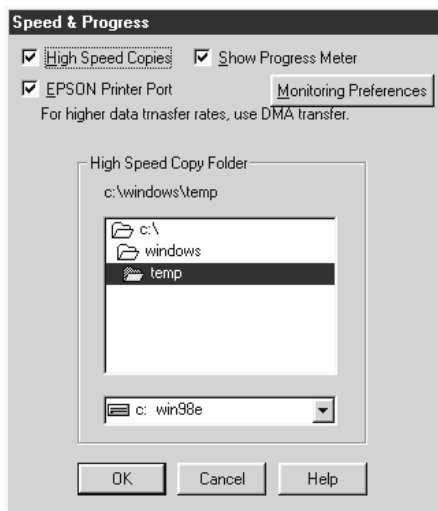 Speed & Progress
High Speed Copies Show Progress Meter
EPSON Printer Port Monitoring Preferences
For higher data trnasfer rates, use DMA transfer.
High Speed Copy Folder
c:\windows\temp
c:\
windows
temp
c: win98e
OK Cancel Help